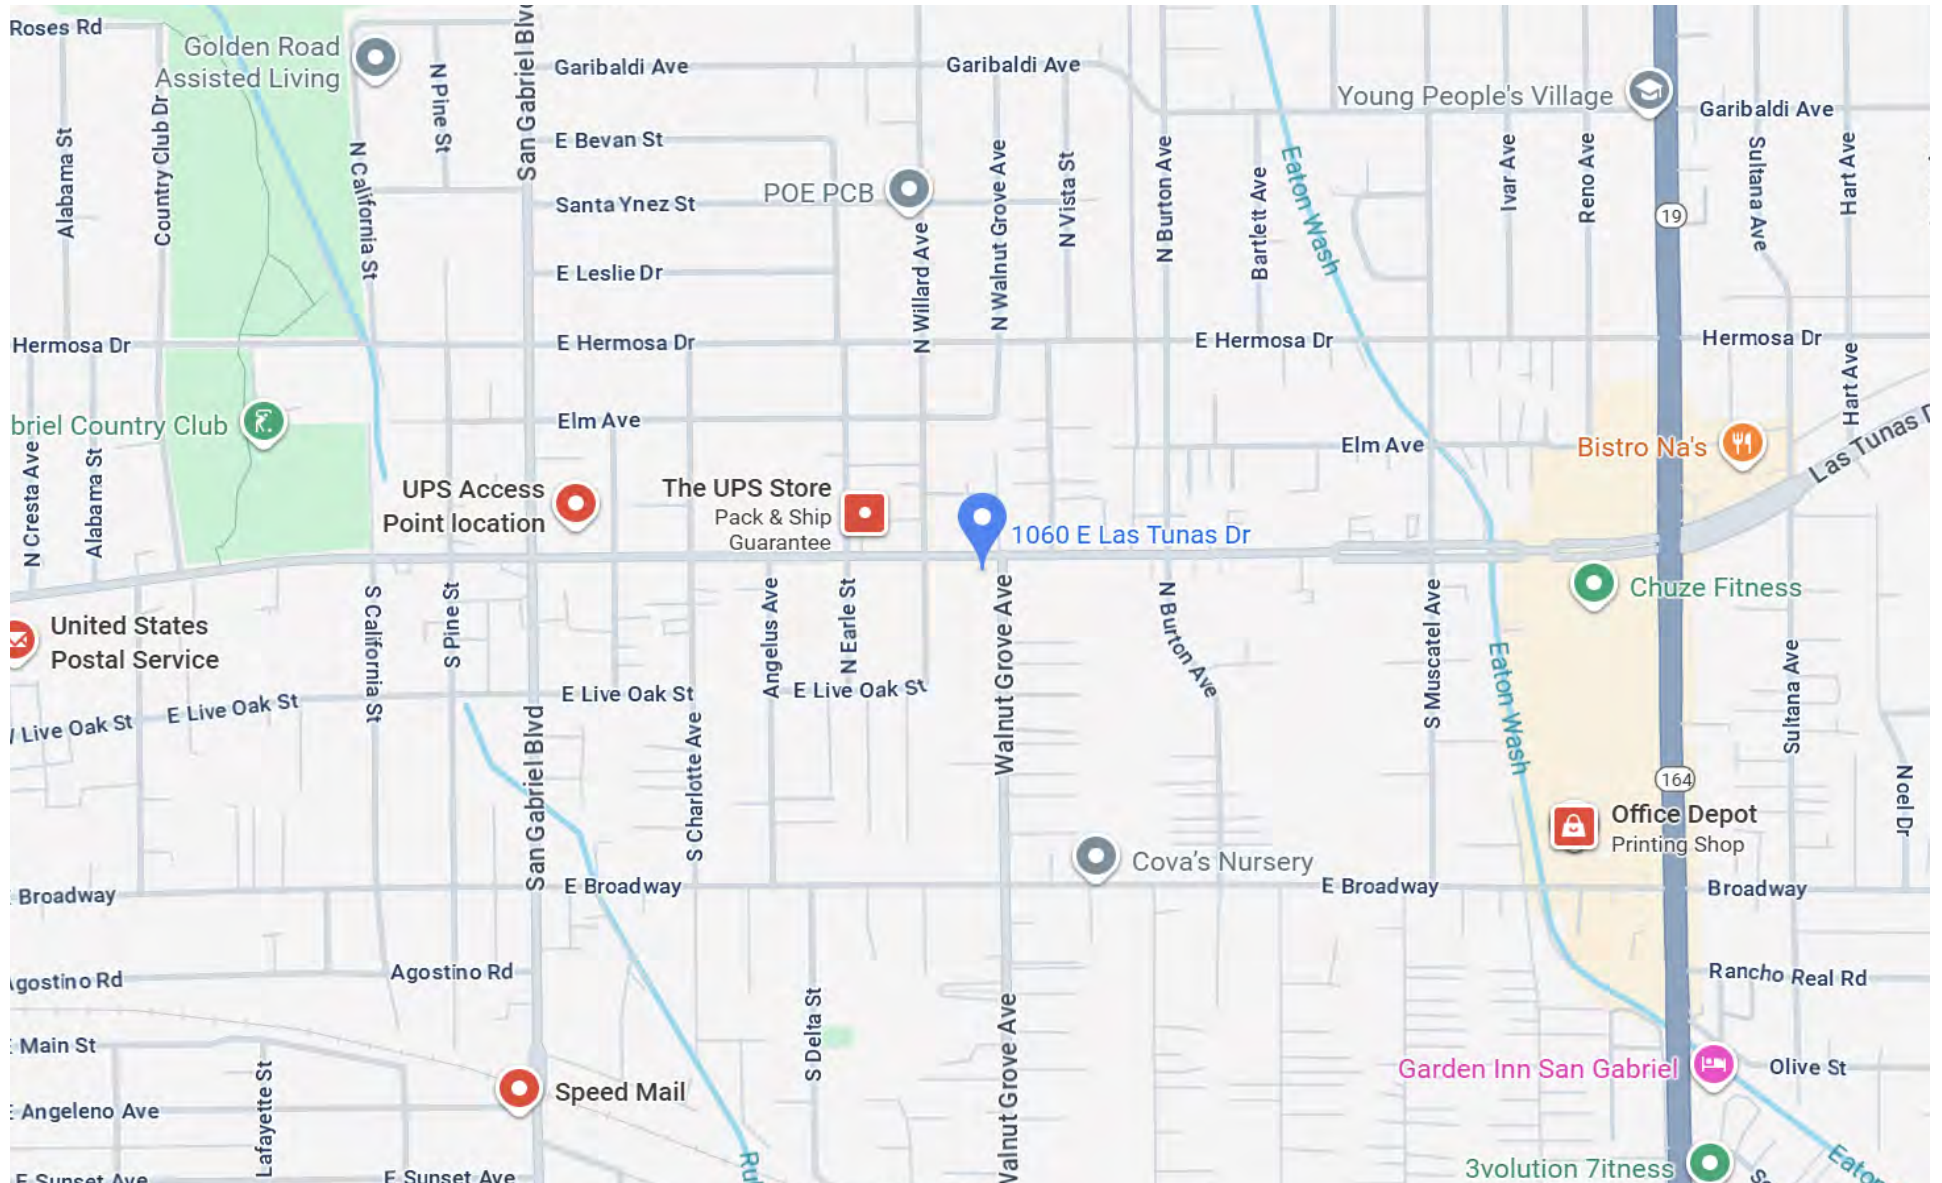 Roses Rd
Golden Road
Assisted Living
N Pine St
San Gabriel Blvd
Garibaldi Ave
Garibaldi Ave
Young People's Village
Garibaldi Ave
Alabama St
Country Club Dr
N California St
E Bevan St
POE PCB
Santa Ynez St
N Willard Ave
N Walnut Grove Ave
N Vista St
N Burton Ave
Bartlett Ave
Eaton Wash
Ivar Ave
Reno Ave
19
Sultana Ave
Hart Ave
E Leslie Dr
Hermosa Dr
E Hermosa Dr
E Hermosa Dr
Hermosa Dr
Hart Ave
briel Country Club
Elm Ave
Elm Ave
Bistro Na's
Las Tunas D
N Cresta Ave
Alabama St
UPS Access
Point location
The UPS Store
Pack & Ship
Guarantee
1060 E Las Tunas Dr
Chuze Fitness
United States
Postal Service
S California St
S Pine St
Angelus Ave
N Earle St
Walnut Grove Ave
N Burton Ave
S Muscatel Ave
Eaton Wash
Sultana Ave
Live Oak St
E Live Oak St
E Live Oak St
E Live Oak St
San Gabriel Blvd
S Charlotte Ave
164
Noel Dr
Office Depot
Printing Shop
Cova's Nursery
Broadway
E Broadway
E Broadway
Broadway
gostino Rd
Agostino Rd
Rancho Real Rd
S Delta St
Walnut Grove Ave
Main St
Lafayette St
Speed Mail
Garden Inn San Gabriel
Olive St
Angeleno Ave
E Sunset Ave
E Sunset Ave
Rul
3volution 7itness
Eaton